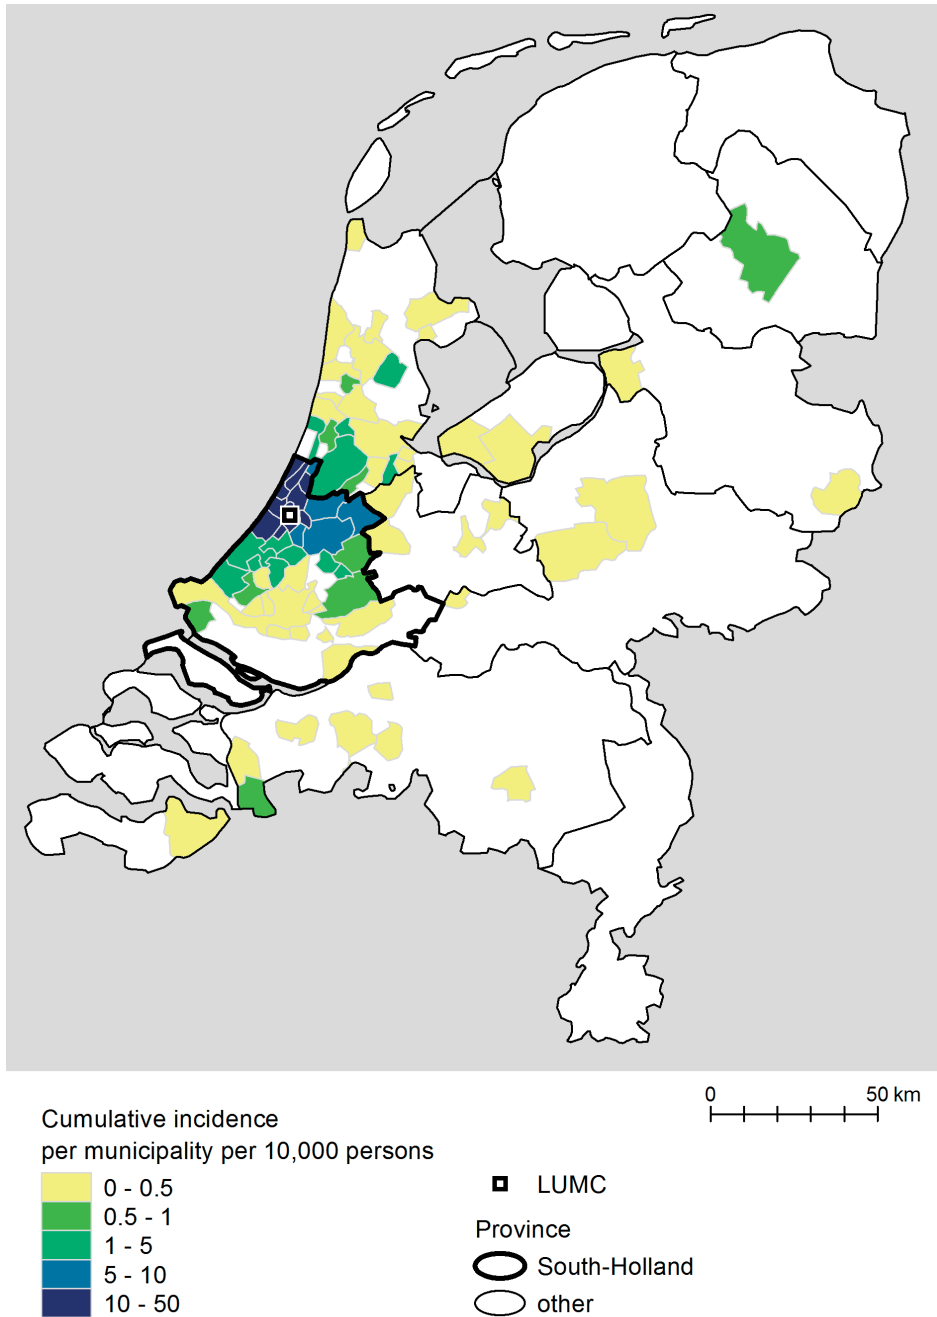 0 50 km
Cumulative incidence
per municipality per 10,000 persons
0 - 0.5
0.5 - 1
1 - 5
5 - 10
10 - 50
LUMC
Province
South-Holland
other